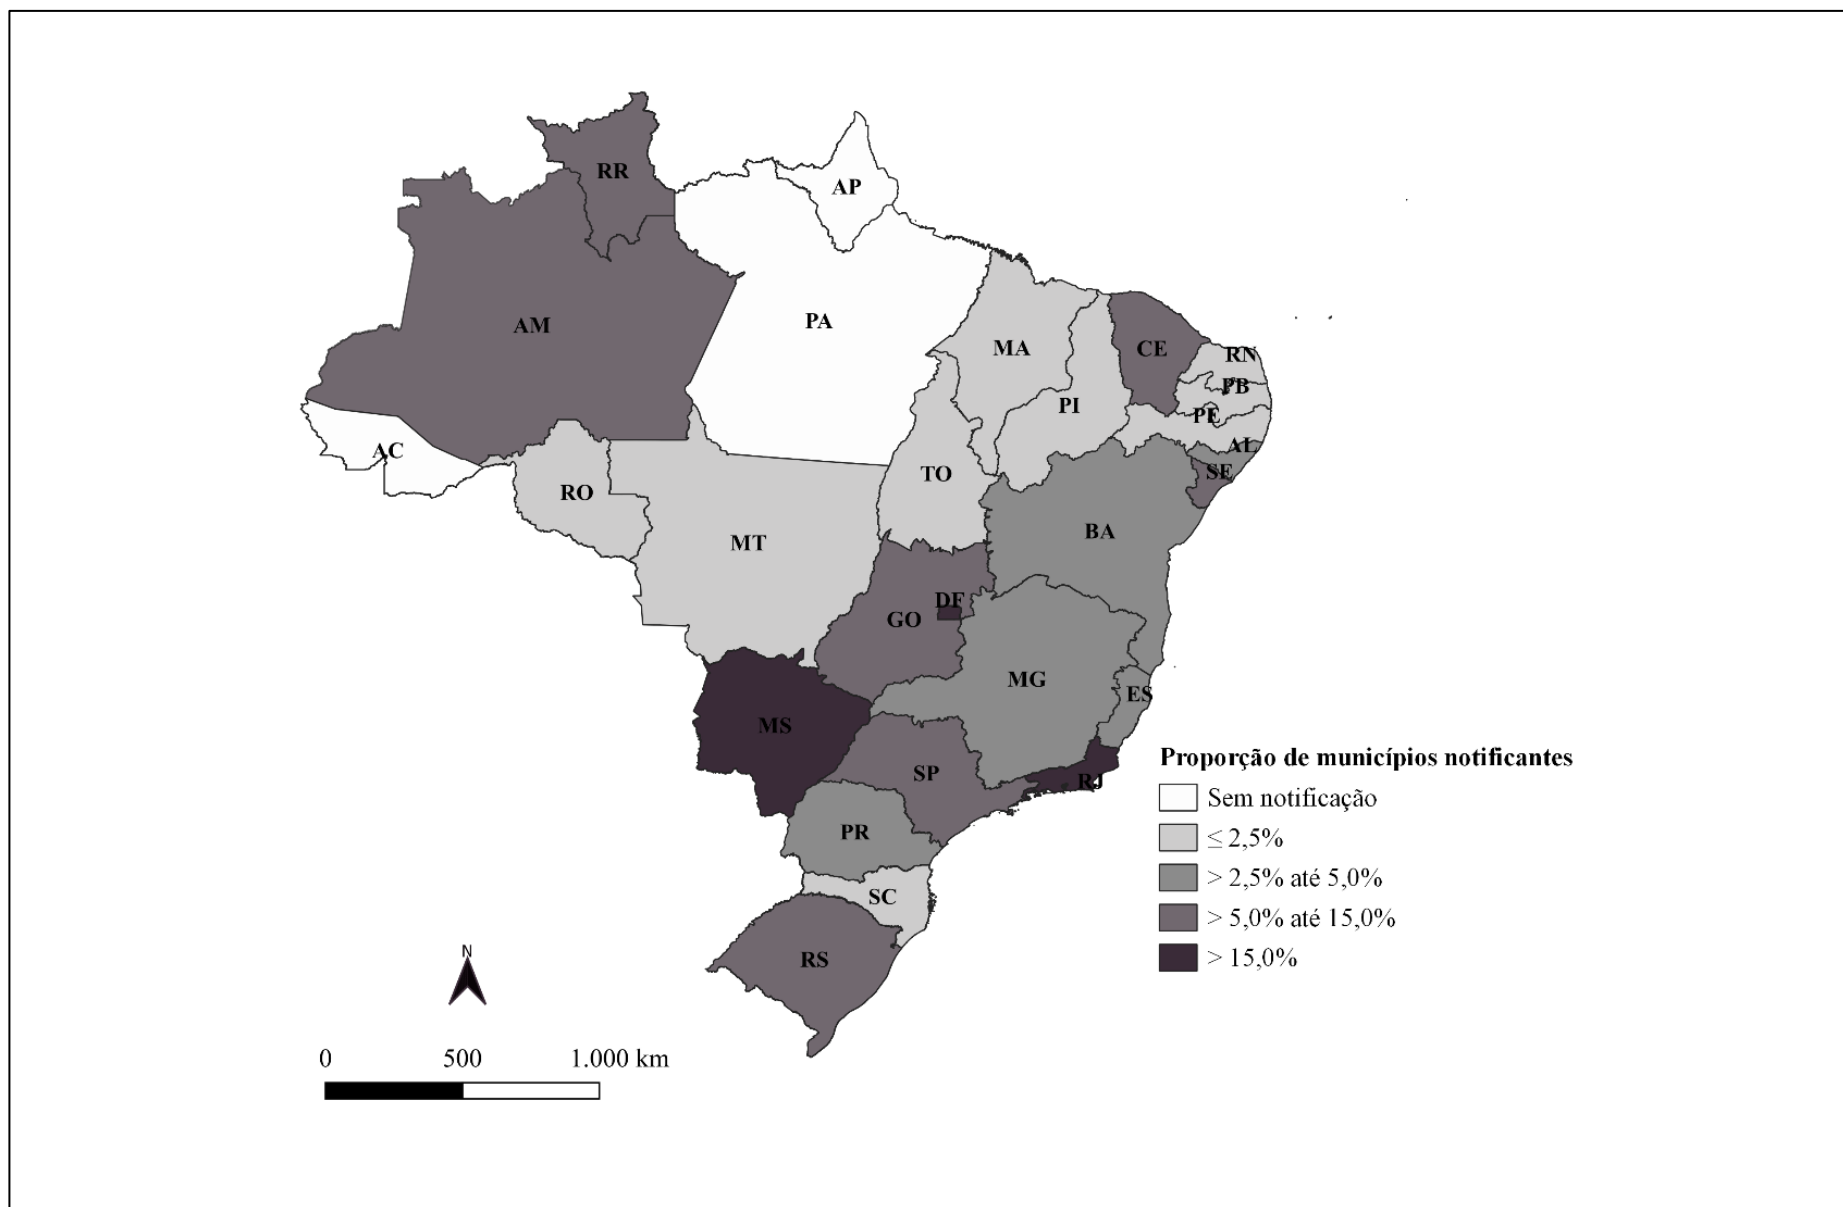 RR
AP
AM
PA
MA
CE
RN
PB
PI
PE
AL
AC
TO
SE
RO
BA
MT
DF
GO
MG
ES
MS
SP
RJ
PR
SC
RS
Proporção de municípios notificantes
Sem notificação
≤ 2,5%
> 2,5% até 5,0%
> 5,0% até 15,0%
> 15,0%
N
0 500 1.000 km